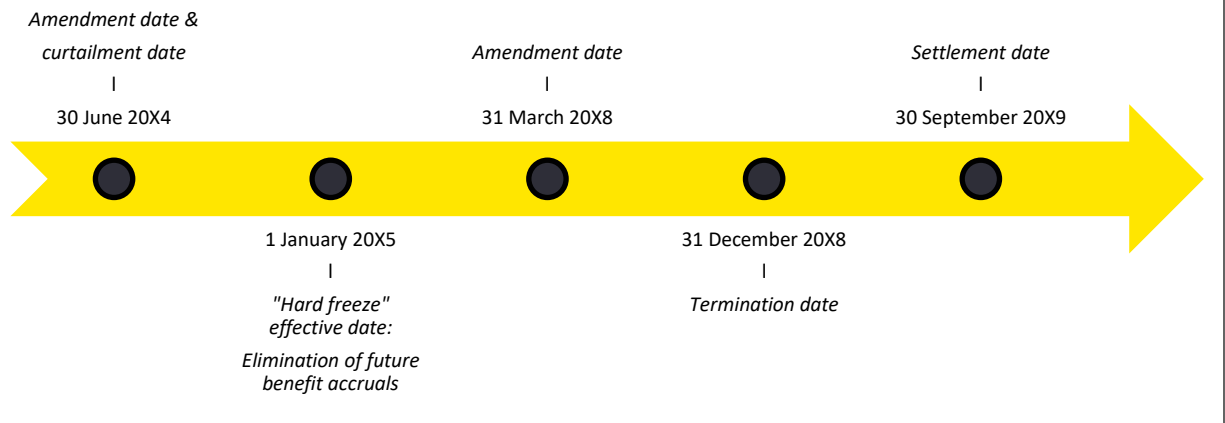 Amendment date &
curtailment date
|
30 June 20X4
Amendment date
|
31 March 20X8
Settlement date
|
30 September 20X9
1 January 20X5
|
"Hard freeze"
effective date:
Elimination of future
benefit accruals
31 December 20X8
|
Termination date